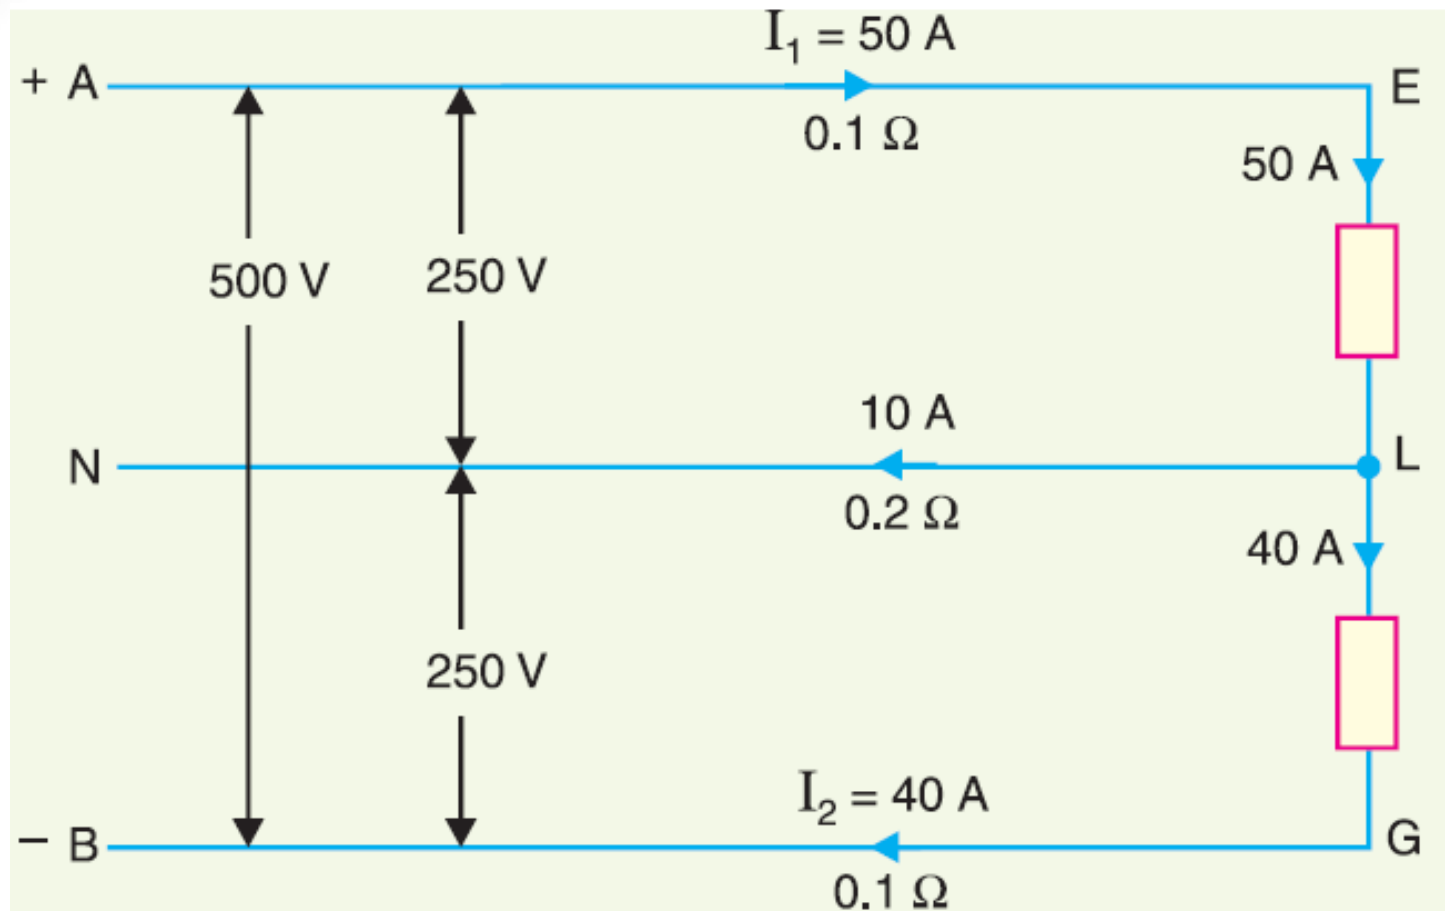 I₁ = 50 A
+ A
E
0.1 Ω
50 A
500 V
250 V
10 A
N
L
0.2 Ω
40 A
250 V
I₂ = 40 A
− B
G
0.1 Ω